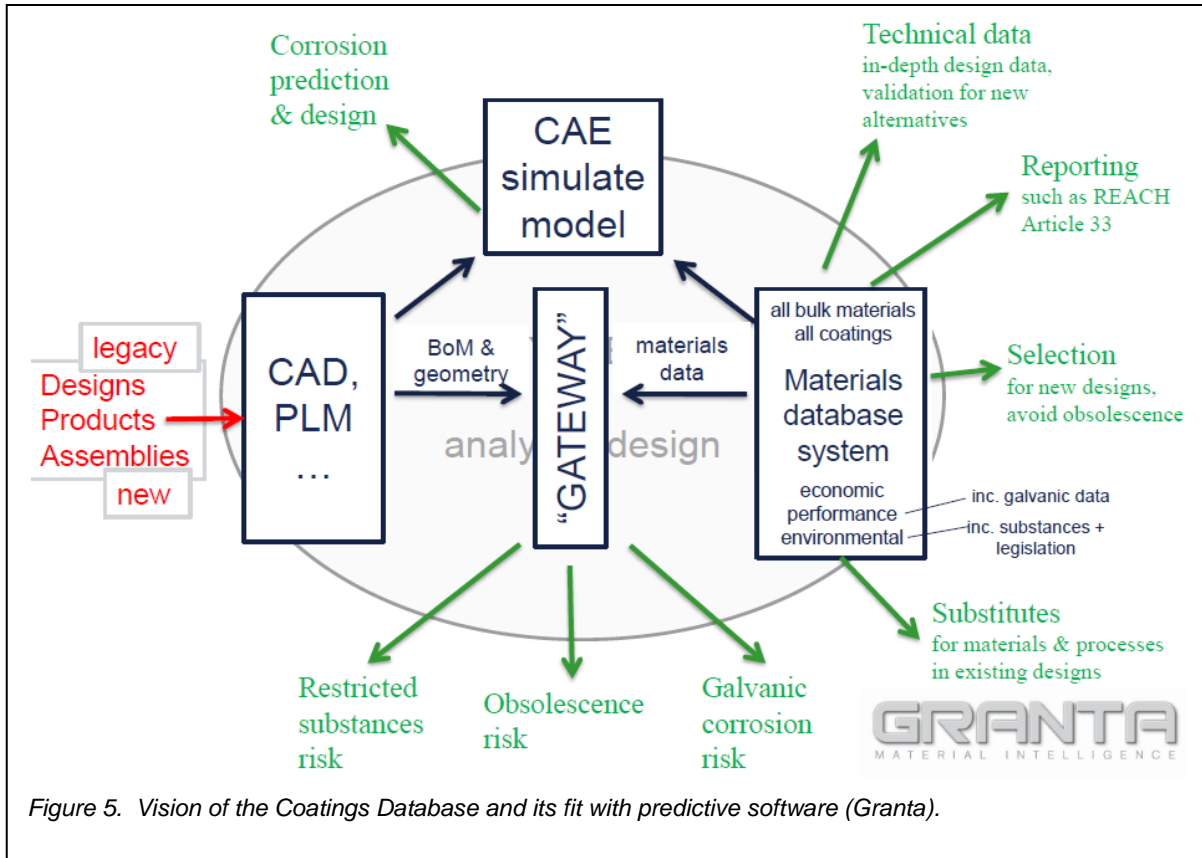 Corrosion
prediction
& design
CAE
simulate
model
Technical data
in-depth design data,
validation for new
alternatives
Reporting
such as REACH
Article 33
legacy
Designs
Products
Assemblies
new
CAD,
PLM
…
BoM &
geometry
"GATEWAY"
materials
data
design
all bulk materials
all coatings
Materials
database
system
economic
performance
environmental
inc. galvanic data
inc. substances +
legislation
Selection
for new designs,
avoid obsolescence
Substitutes
for materials & processes
in existing designs
Restricted
substances
risk
Obsolescence
risk
Galvanic
corrosion
risk
GRANTA
MATERIAL INTELLIGENCE
Figure 5. Vision of the Coatings Database and its fit with predictive software (Granta).